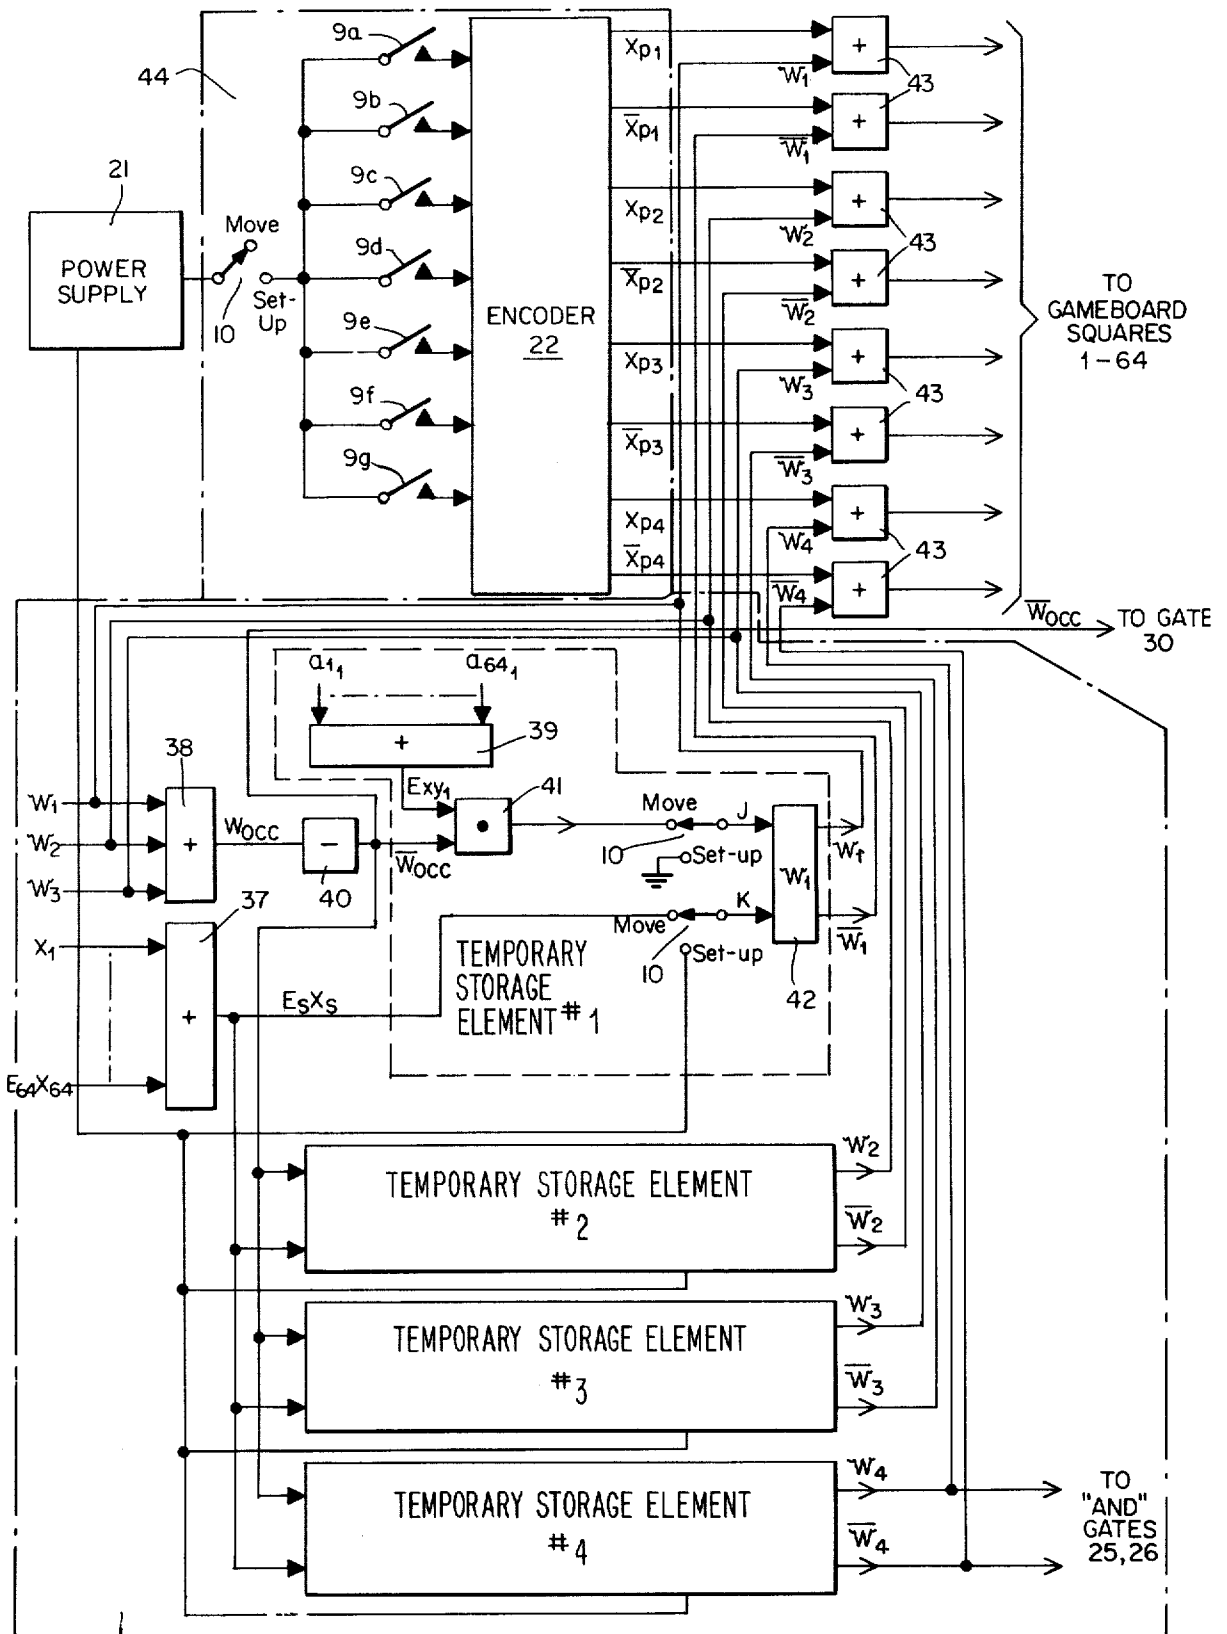 44
9a
9b
9c
9d
9e
9f
9g
21
POWER
SUPPLY
Move
10
Set-
Up
ENCODER
22
Xp1
W1
X̅p1
W̅1
Xp2
W2
X̅p2
W̅2
Xp3
W3
X̅p3
W̅3
Xp4
W4
X̅p4
W̅4
+
+
+
+
+
+
+
+
43
43
43
43
43
TO
GAMEBOARD
SQUARES
1-64
W̅OCC
TO GATE
30
a1₁
a64₁
+
39
Exy₁
38
W1
W2
W3
+
WOCC
-
40
W̅OCC
41
•
Move
J
10
Set-up
Move
K
10
Set-up
W1
W1
W̅1
42
37
X1
+
ESXS
E64X64
TEMPORARY
STORAGE
ELEMENT #1
TEMPORARY STORAGE ELEMENT
#2
W2
W̅2
TEMPORARY STORAGE ELEMENT
#3
W3
W̅3
TEMPORARY STORAGE ELEMENT
#4
W4
W̅4
TO
"AND"
GATES
25,26